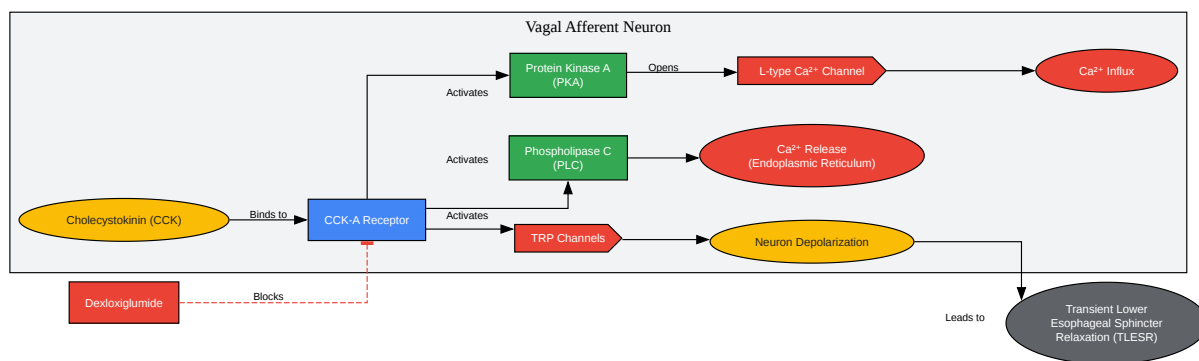 Vagal Afferent Neuron
Protein Kinase A
(PKA)
Opens
L-type Ca²⁺ Channel
Ca²⁺ Influx
Activates
Phospholipase C
(PLC)
Activates
Ca²⁺ Release
(Endoplasmic Reticulum)
Cholecystokinin (CCK)
Binds to
CCK-A Receptor
Activates
TRP Channels
Neuron Depolarization
Dexloxiglumide
Blocks
Leads to
Transient Lower
Esophageal Sphincter
Relaxation (TLESR)